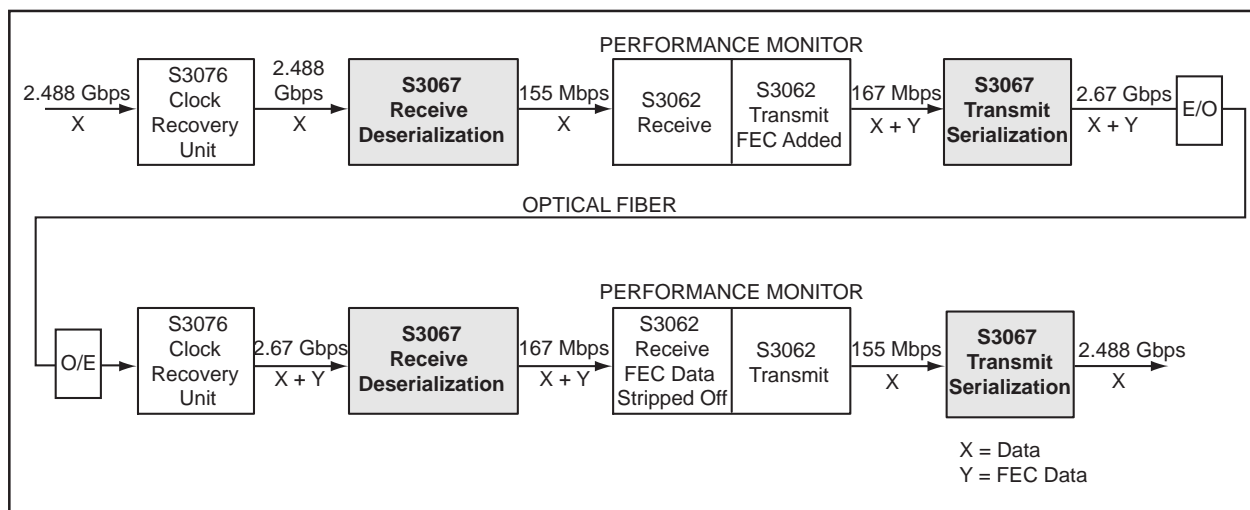 PERFORMANCE MONITOR
2.488 Gbps
X
S3076
Clock
Recovery
Unit
2.488
Gbps
X
S3067
Receive
Deserialization
155 Mbps
X
S3062
Receive
S3062
Transmit
FEC Added
167 Mbps
X + Y
S3067
Transmit
Serialization
2.67 Gbps
X + Y
E/O
OPTICAL FIBER
PERFORMANCE MONITOR
O/E
S3076
Clock
Recovery
Unit
2.67 Gbps
X + Y
S3067
Receive
Deserialization
167 Mbps
X + Y
S3062
Receive
FEC Data
Stripped Off
S3062
Transmit
155 Mbps
X
S3067
Transmit
Serialization
2.488 Gbps
X
X = Data
Y = FEC Data